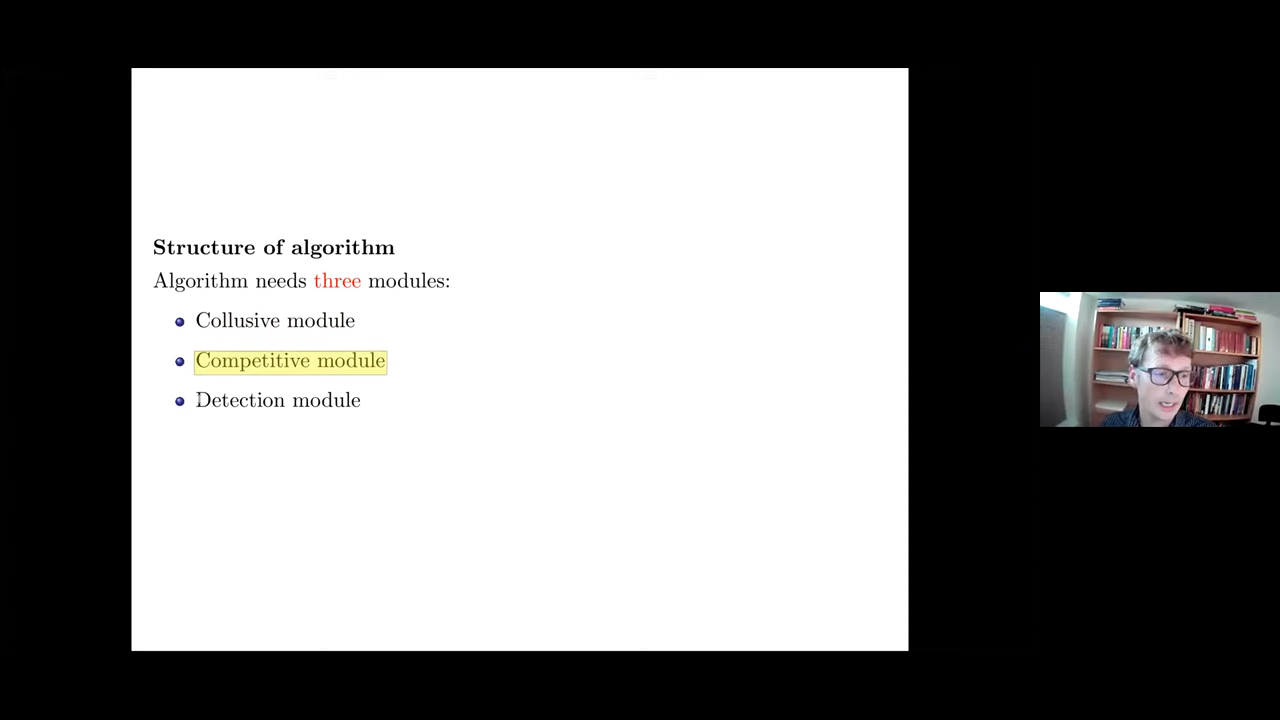 Structure of algorithm
Algorithm needs three modules:
Collusive module
Competitive module
Detection module